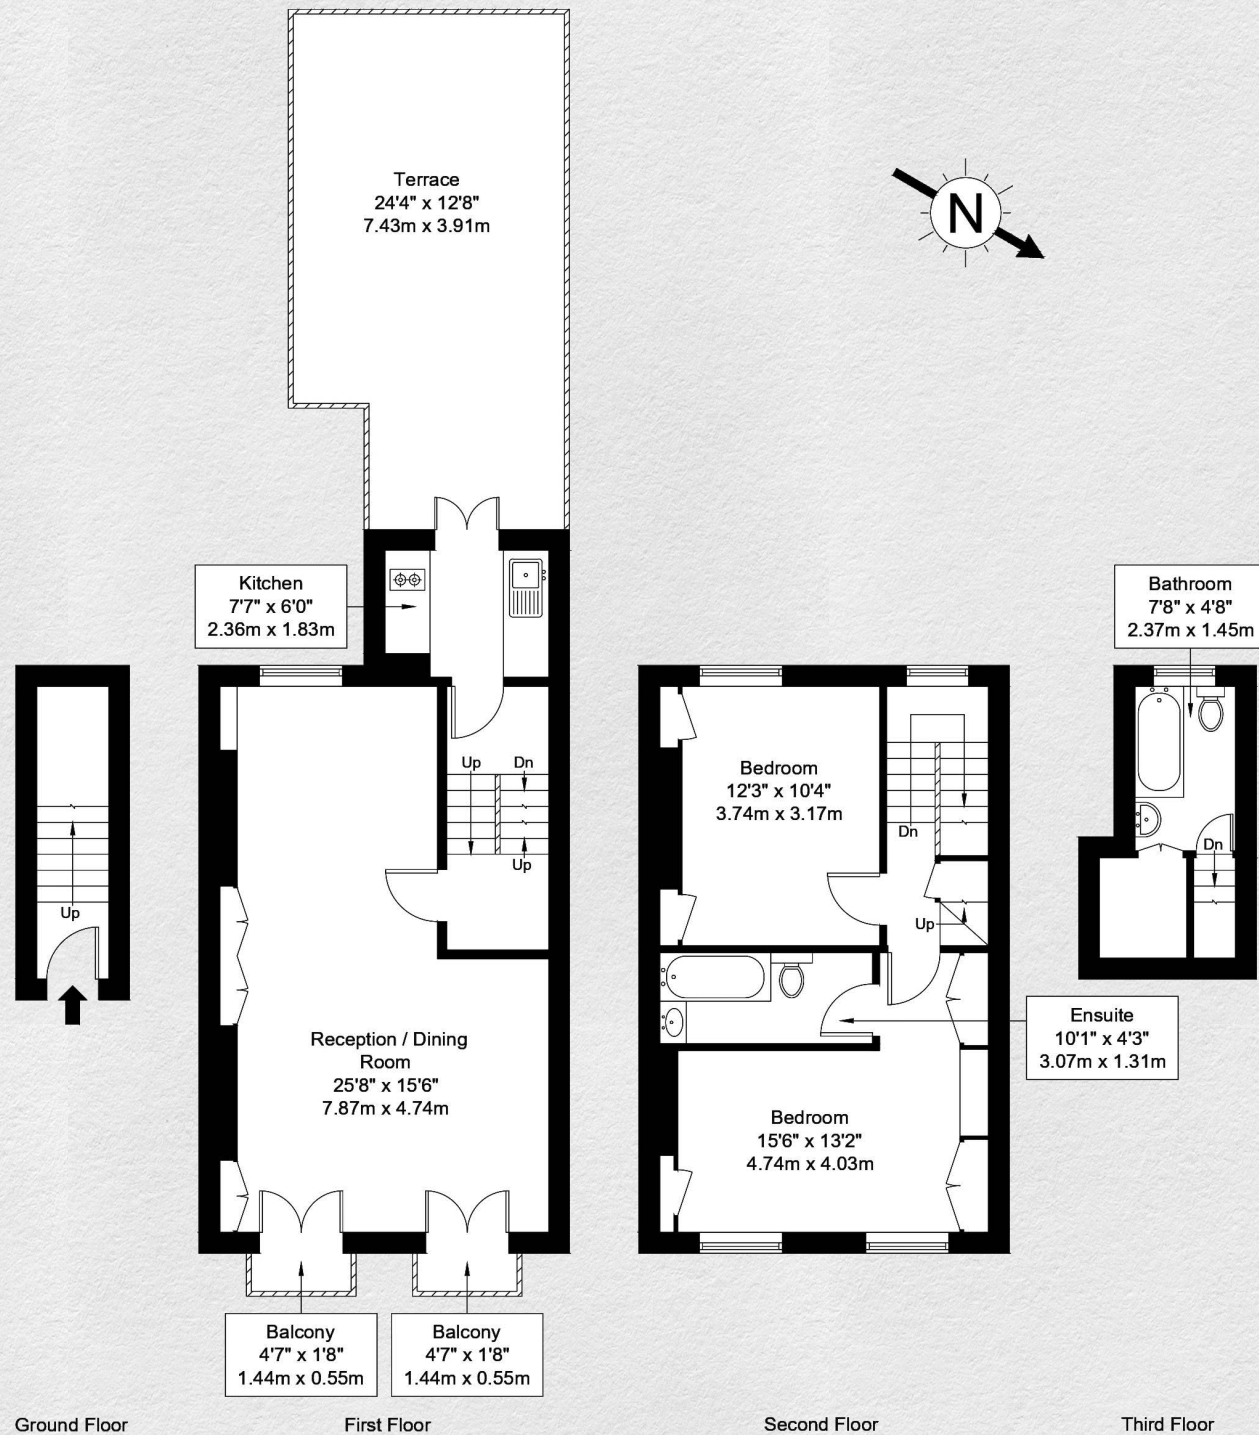 Terrace
24'4" x 12'8"
7.43m x 3.91m
N
Kitchen
7'7" x 6'0"
2.36m x 1.83m
Bathroom
7'8" x 4'8"
2.37m x 1.45m
Up
Dn
Up
Up
Bedroom
12'3" x 10'4"
3.74m x 3.17m
Dn
Up
Dn
Reception / Dining
Room
25'8" x 15'6"
7.87m x 4.74m
Ensuite
10'1" x 4'3"
3.07m x 1.31m
Bedroom
15'6" x 13'2"
4.74m x 4.03m
Balcony
4'7" x 1'8"
1.44m x 0.55m
Balcony
4'7" x 1'8"
1.44m x 0.55m
Ground Floor
First Floor
Second Floor
Third Floor